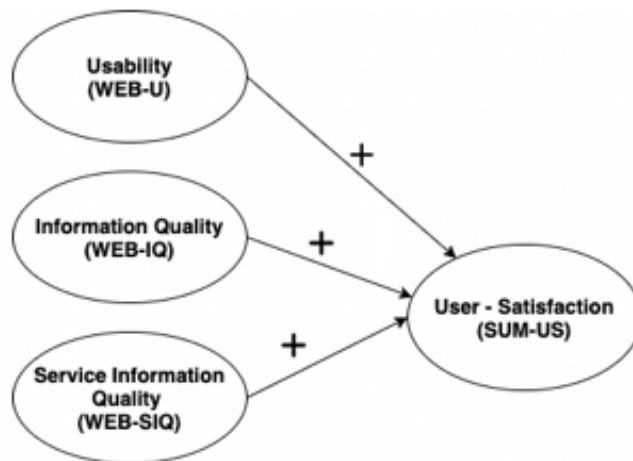 Usability
(WEB-U)
+
Information Quality
(WEB-IQ)
+
User - Satisfaction
(SUM-US)
+
Service Information
Quality
(WEB-SIQ)